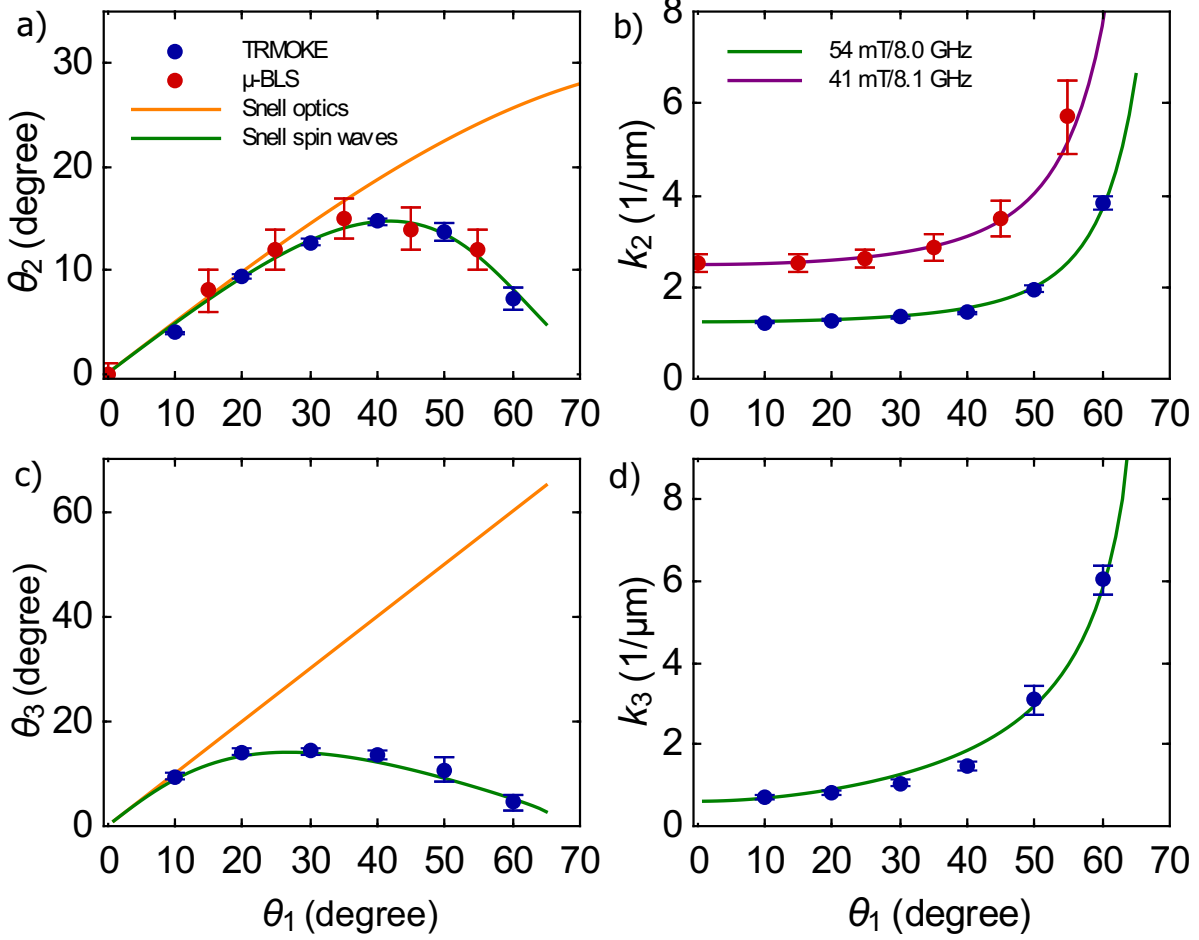 a)
TRMOKE
µ-BLS
Snell optics
Snell spin waves
30
20
10
0
θ2 (degree)
0 10 20 30 40 50 60 70
b)
54 mT/8.0 GHz
41 mT/8.1 GHz
8
6
4
2
0
k2 (1/µm)
0 10 20 30 40 50 60 70
c)
60
40
20
0
θ3 (degree)
0 10 20 30 40 50 60 70
θ1 (degree)
d)
8
6
4
2
0
k3 (1/µm)
0 10 20 30 40 50 60 70
θ1 (degree)